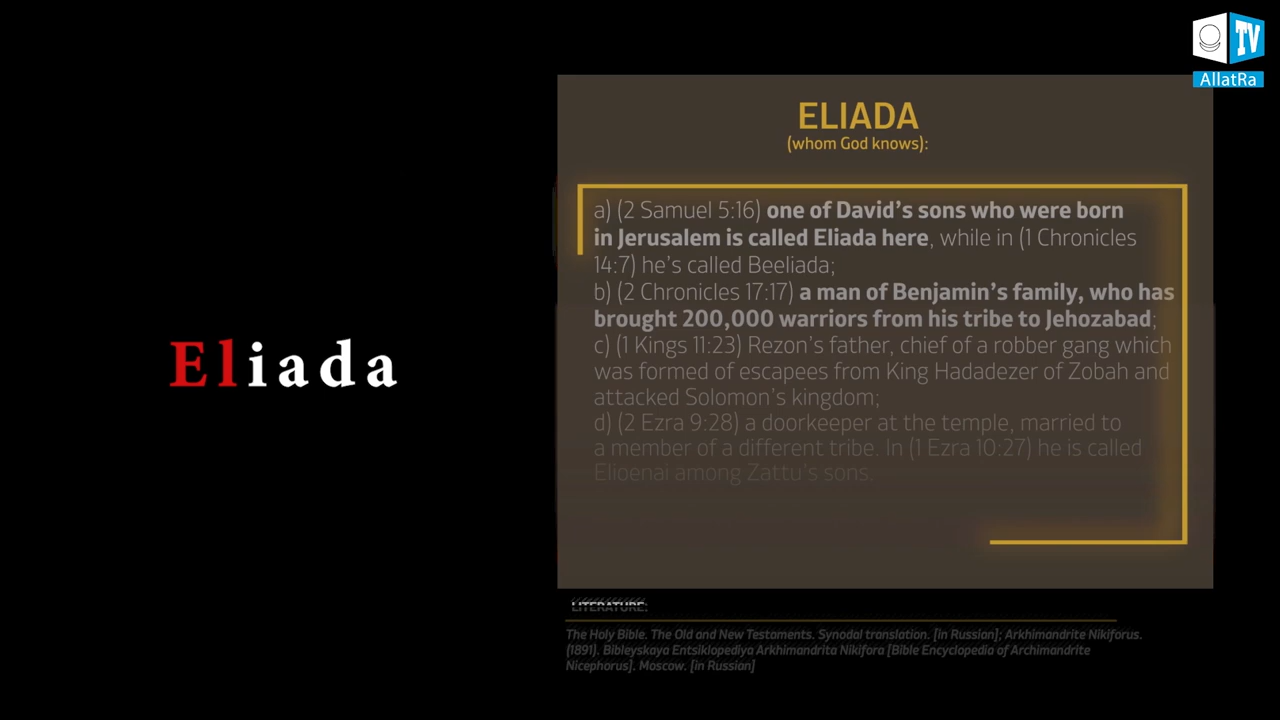 TV
AllatRa
Eliada
ELIADA
(whom God knows):
a) (2 Samuel 5:16) one of David's sons who were born
in Jerusalem is called Eliada here, while in (1 Chronicles
14:7) he's called Beeliada;
b) (2 Chronicles 17:17) a man of Benjamin's family, who has
brought 200,000 warriors from his tribe to Jehozabad;
c) (1 Kings 11:23) Rezon's father, chief of a robber gang which
was formed of escapees from King Hadadezer of Zobah and
attacked Solomon's kingdom;
d) (2 Ezra 9:28) a doorkeeper at the temple, married to
a member of a different tribe. In (1 Ezra 10:27) he is called
Elioenai among Zattu's sons.
LITERATURE:
The Holy Bible. The Old and New Testaments. Synodal translation. [in Russian]; Arkhimandrite Nikiforus.
(1891). Bibleyskaya Entsiklopediya Arkhimandrita Nikifora [Bible Encyclopedia of Archimandrite
Nicephorus]. Moscow. [in Russian]